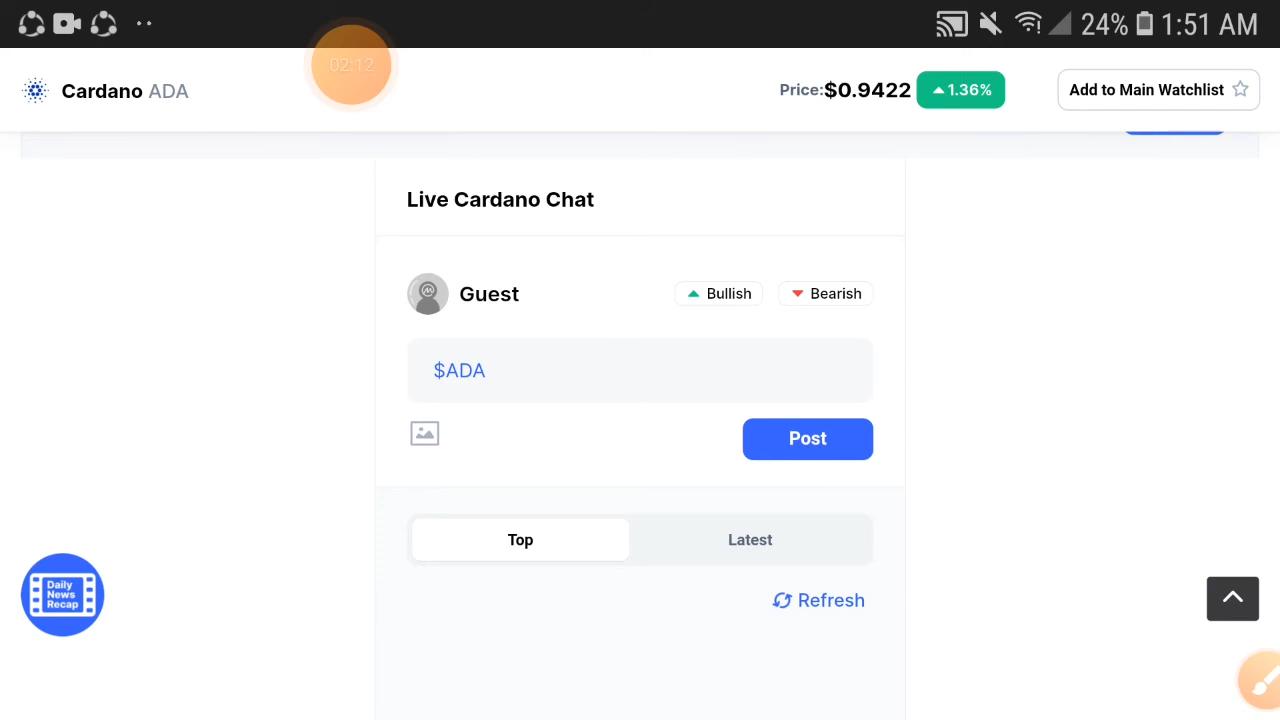 24% 1:51 AM
02:12
Cardano ADA
Price:$0.9422 1.36%
Add to Main Watchlist
Live Cardano Chat
Guest
Bullish
Bearish
$ADA
Post
Top
Latest
Refresh
Daily
News
Recap